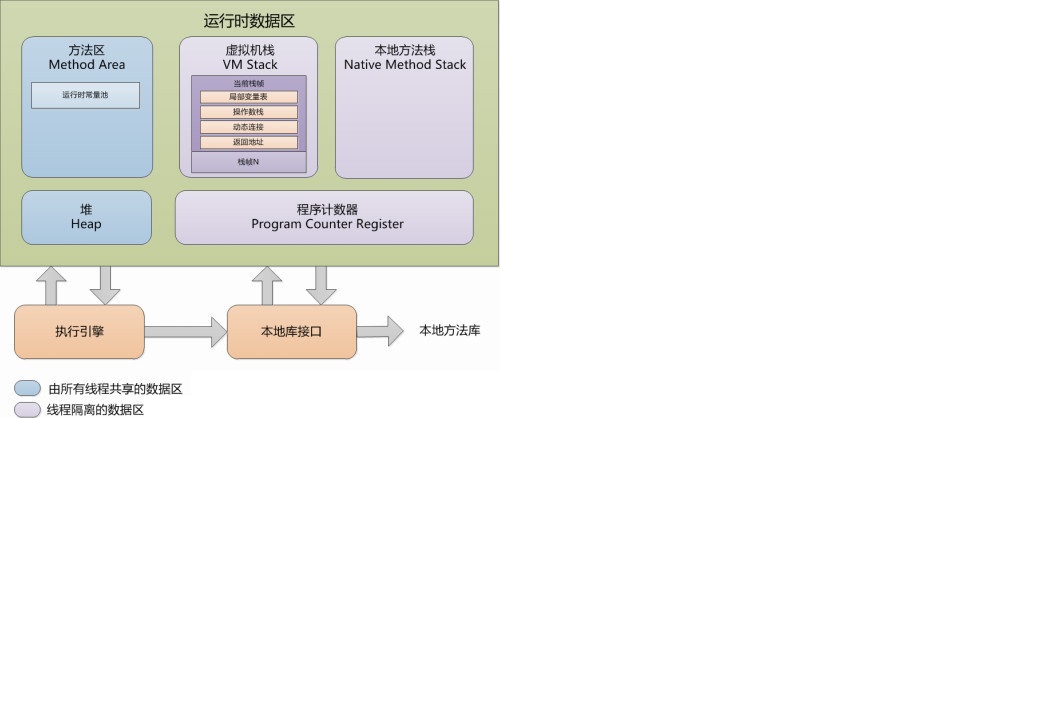 运行时数据区
方法区
Method Area
运行时常量池
虚拟机栈
VM Stack
当前栈帧
局部变量表
操作数栈
动态连接
返回地址
栈帧N
本地方法栈
Native Method Stack
堆
Heap
程序计数器
Program Counter Register
执行引擎
本地库接口
本地方法库
由所有线程共享的数据区
线程隔离的数据区